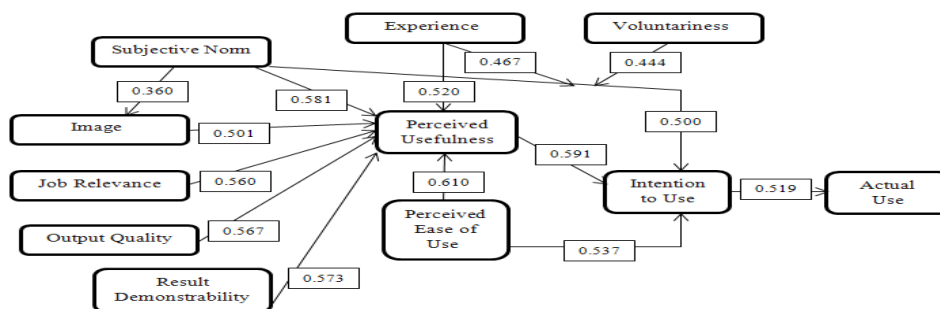 Experience
Voluntariness
Subjective Norm
0.467
0.444
0.360
0.581
0.520
Image
0.501
Perceived
Usefulness
0.500
0.591
Job Relevance
0.560
0.610
Intention
to Use
0.519
Actual
Use
Output Quality
0.567
Perceived
Ease of
Use
0.537
Result
Demonstrability
0.573